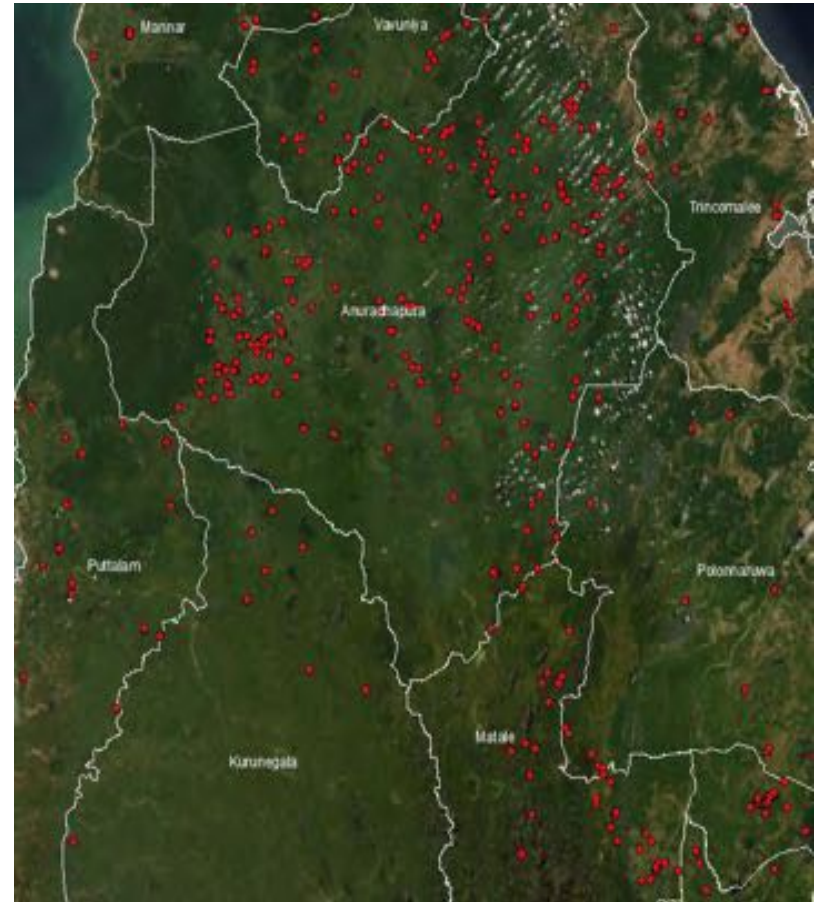 Mannar
Vavuniya
Trincomalee
Anuradhapura
Puttalam
Polonnaruwa
Matale
Kurunegala